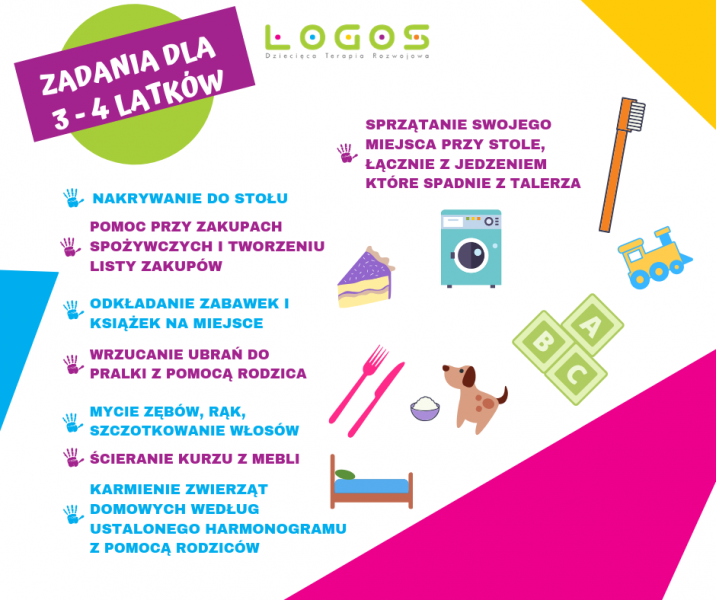 ZADANIA DLA
3 - 4 LATKÓW
LOGOS
Dziecięca Terapia Rozwojowa
NAKRYWANIE DO STOŁU
POMOC PRZY ZAKUPACH
SPOŻYWCZYCH I TWORZENIU
LISTY ZAKUPÓW
ODKŁADANIE ZABAWEK I
KSIĄŻEK NA MIEJSCE
WRZUCANIE UBRAŃ DO
PRALKI Z POMOCĄ RODZICA
MYCIE ZĘBÓW, RĄK,
SZCZOTKOWANIE WŁOSÓW
ŚCIERANIE KURZU Z MEBLI
KARMIENIE ZWIERZĄT
DOMOWYCH WEDŁUG
USTALONEGO HARMONOGRAMU
Z POMOCĄ RODZICÓW
SPRZĄTANIE SWOJEGO
MIEJSCA PRZY STOLE,
ŁĄCZNIE Z JEDZENIEM
KTÓRE SPADNIE Z TALERZA
A
B
C